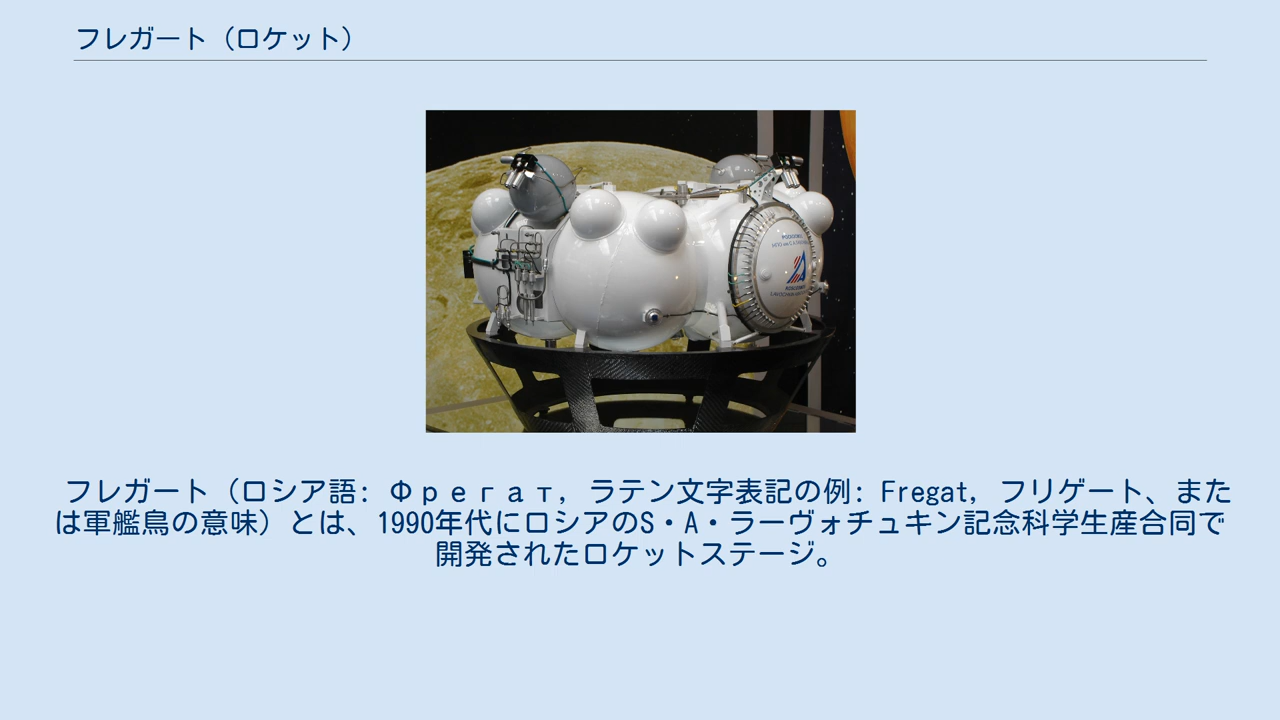 フレガート（ロケット）
フレガート（ロシア語: Фрегат, ラテン文字表記の例: Fregat, フリゲート、また
は軍艦鳥の意味）とは、1990年代にロシアのS・A・ラーヴォチュキン記念科学生産合同で
開発されたロケットステージ。